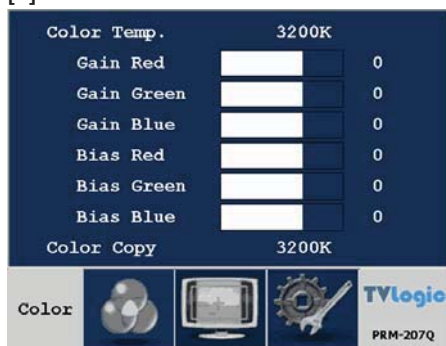 Color Temp. 3200K
Gain Red 0
Gain Green 0
Gain Blue 0
Bias Red 0
Bias Green 0
Bias Blue 0
Color Copy 3200K
Color
TVLogic
PRM-207Q